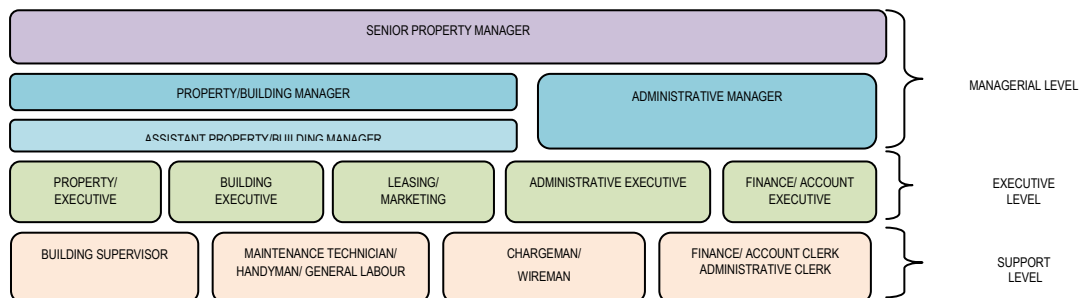 SENIOR PROPERTY MANAGER
PROPERTY/BUILDING MANAGER
ADMINISTRATIVE MANAGER
MANAGERIAL LEVEL
ASSISTANT PROPERTY/BUILDING MANAGER
PROPERTY/
EXECUTIVE
BUILDING
EXECUTIVE
LEASING/
MARKETING
ADMINISTRATIVE EXECUTIVE
FINANCE/ ACCOUNT
EXECUTIVE
EXECUTIVE
LEVEL
BUILDING SUPERVISOR
MAINTENANCE TECHNICIAN/
HANDYMAN/ GENERAL LABOUR
CHARGEMAN/
WIREMAN
FINANCE/ ACCOUNT CLERK
ADMINISTRATIVE CLERK
SUPPORT
LEVEL